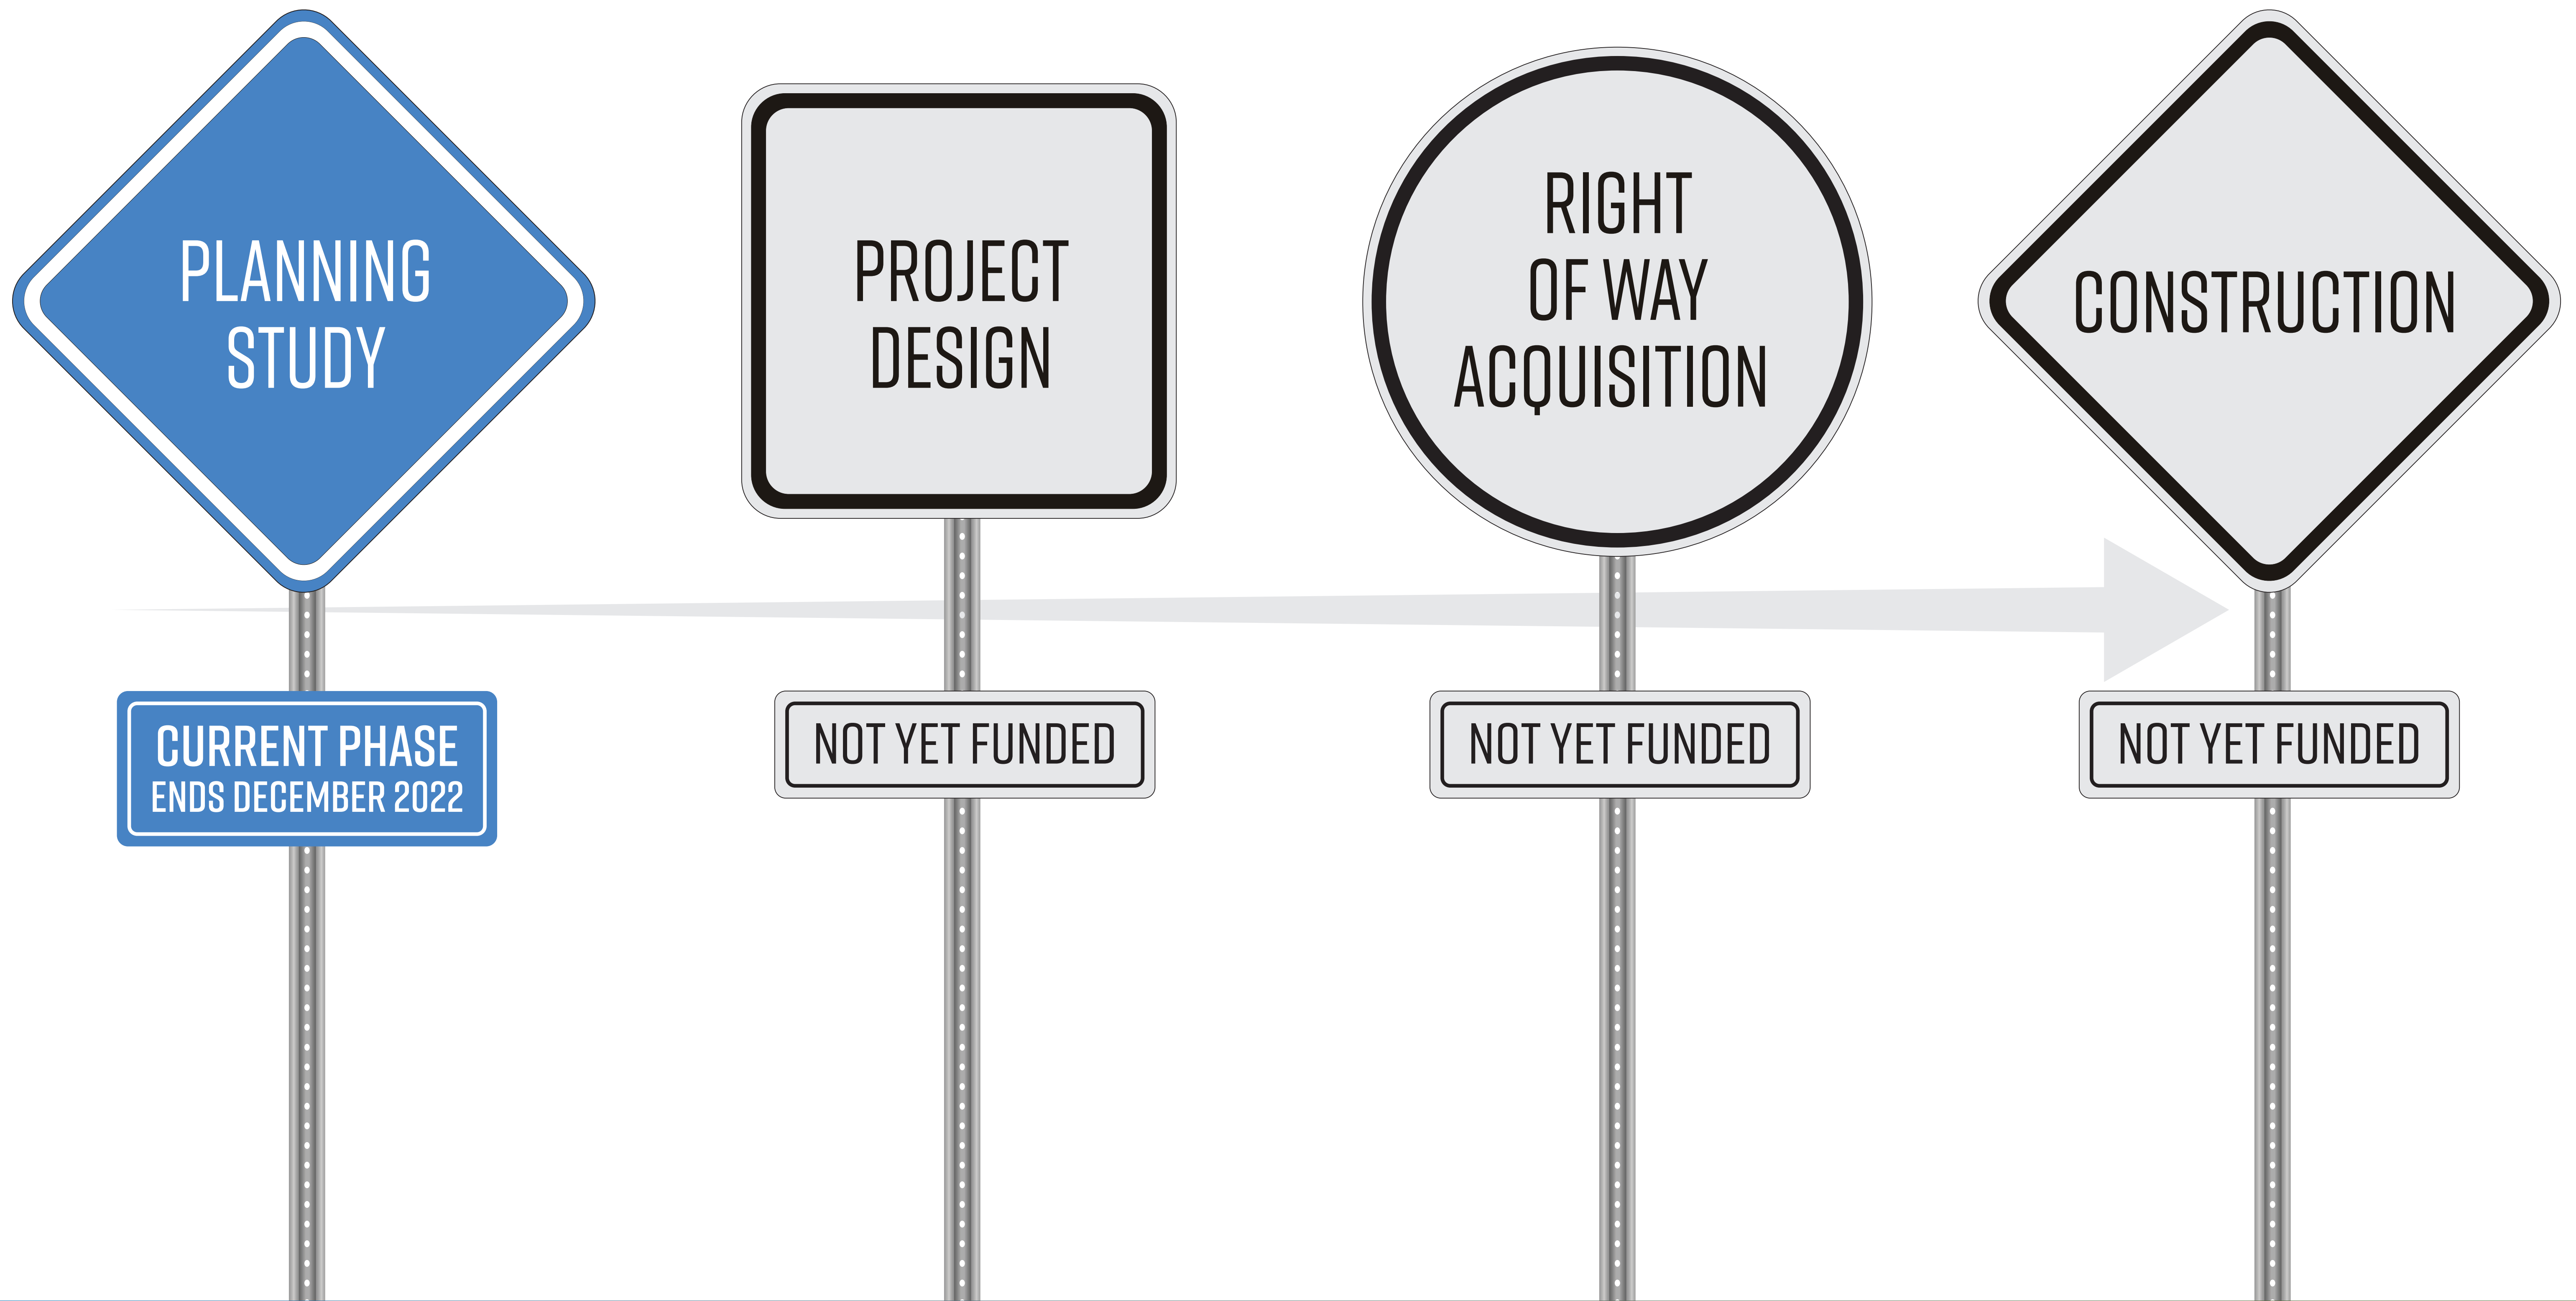 PLANNING
STUDY
CURRENT PHASE
ENDS DECEMBER 2022
PROJECT
DESIGN
NOT YET FUNDED
RIGHT
OF WAY
ACQUISITION
NOT YET FUNDED
CONSTRUCTION
NOT YET FUNDED